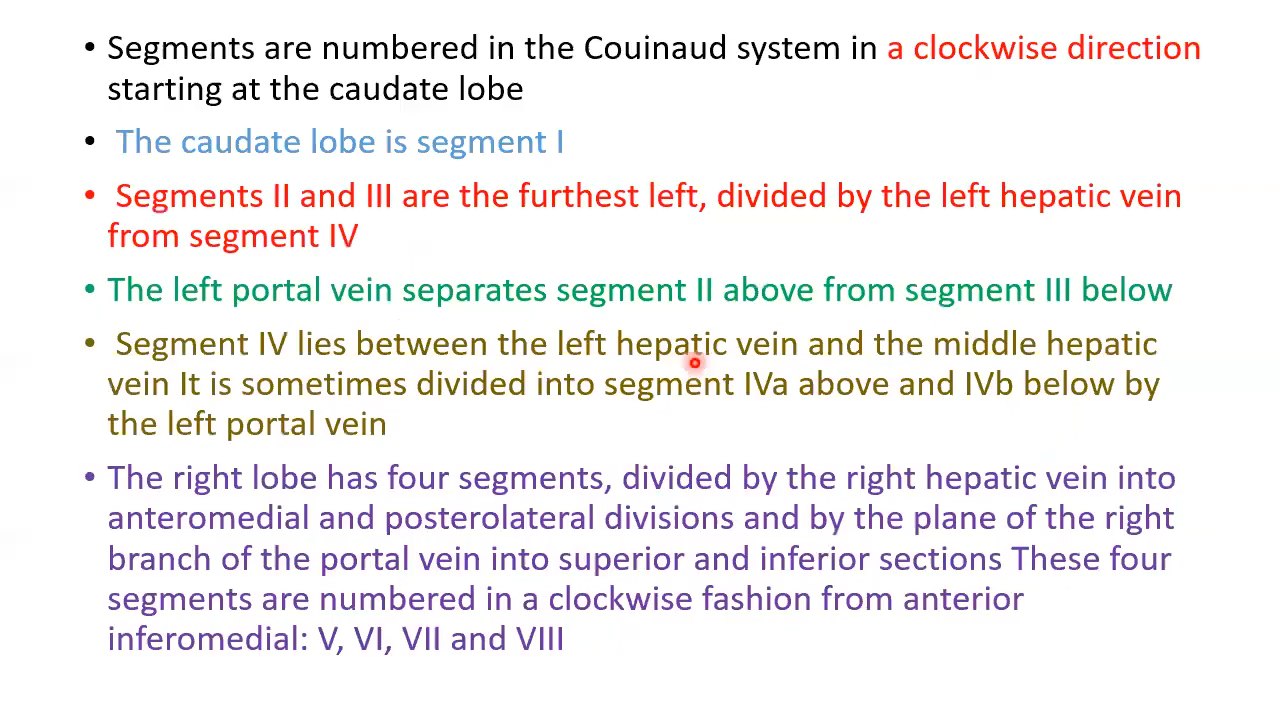 • Segments are numbered in the Couinaud system in a clockwise direction
starting at the caudate lobe
• The caudate lobe is segment I
• Segments II and III are the furthest left, divided by the left hepatic vein
from segment IV
• The left portal vein separates segment II above from segment III below
• Segment IV lies between the left hepatic vein and the middle hepatic
vein It is sometimes divided into segment IVa above and IVb below by
the left portal vein
• The right lobe has four segments, divided by the right hepatic vein into
anteromedial and posterolateral divisions and by the plane of the right
branch of the portal vein into superior and inferior sections These four
segments are numbered in a clockwise fashion from anterior
inferomedial: V, VI, VII and VIII